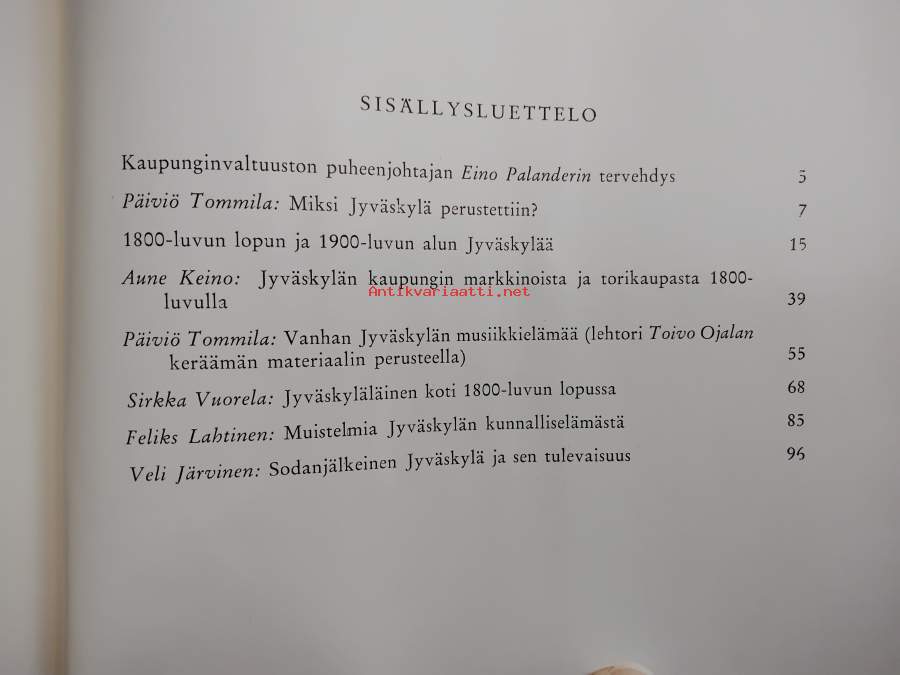 SISÄLLYSLUETTELO
Kaupunginvaltuuston puheenjohtajan Eino Palanderin tervehdys 5
Päiviö Tommila: Miksi Jyväskylä perustettiin? 7
1800-luvun lopun ja 1900-luvun alun Jyväskylää 15
Aune Keino: Jyväskylän kaupungin markkinoista ja torikaupasta 1800-
luvulla 39
Antikvariaatti.net
Päiviö Tommila: Vanhan Jyväskylän musiikkielämää (lehtori Toivo Ojalan
keräämän materiaalin perusteella) 55
Sirkka Vuorela: Jyväskyläläinen koti 1800-luvun lopussa 68
Feliks Lahtinen: Muistelmia Jyväskylän kunnalliselämästä 85
Veli Järvinen: Sodanjälkeinen Jyväskylä ja sen tulevaisuus 96